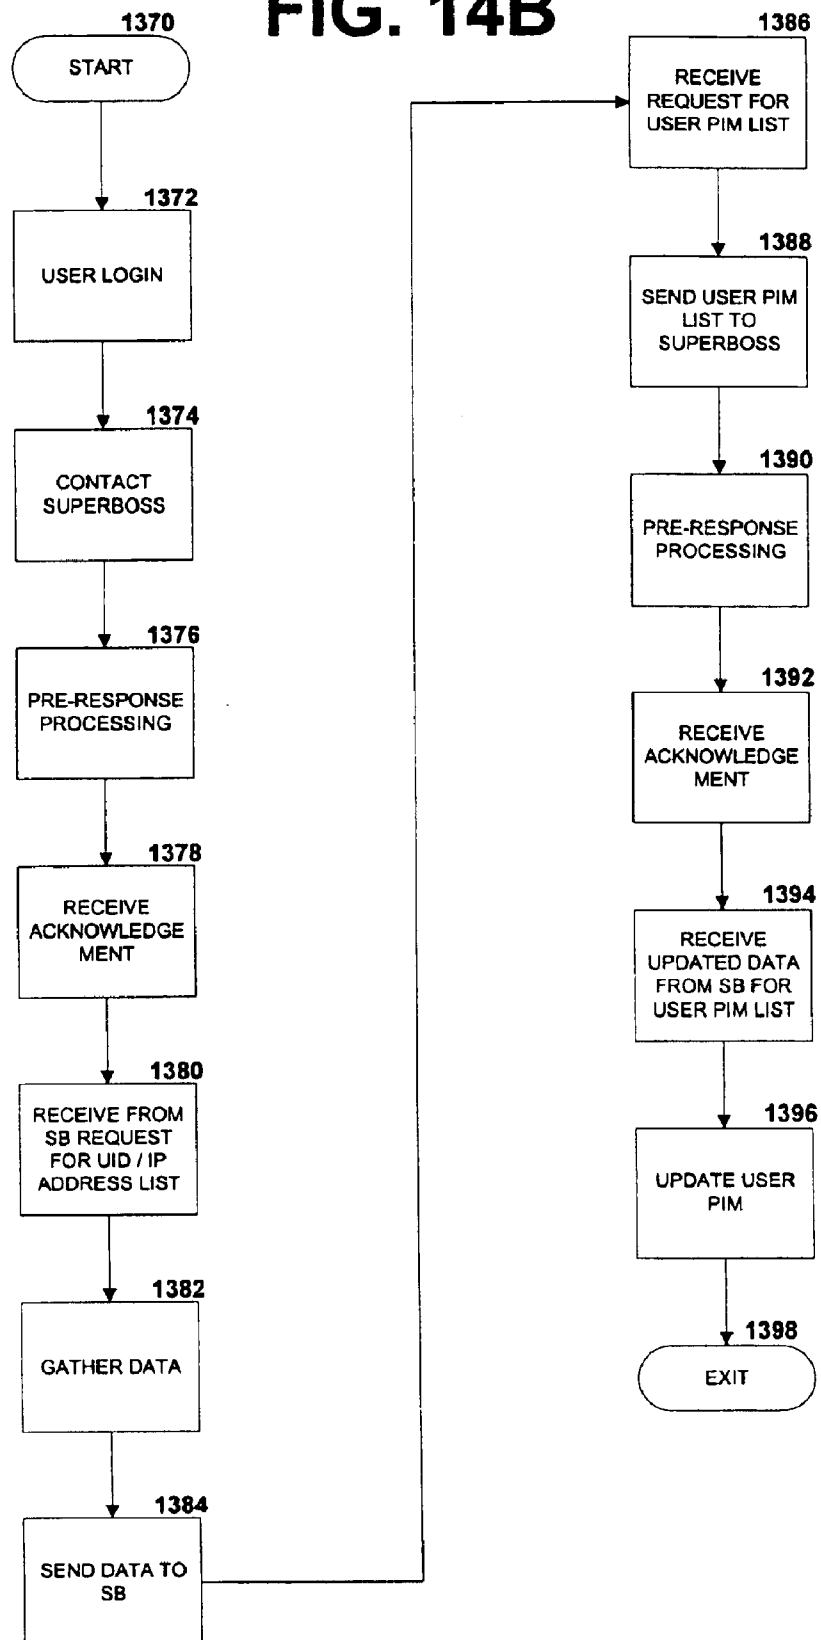 FIG. 14B
1370
START
1372
USER LOGIN
1374
CONTACT
SUPERBOSS
1376
PRE-RESPONSE
PROCESSING
1378
RECEIVE
ACKNOWLEDGE
MENT
1380
RECEIVE FROM
SB REQUEST
FOR UID / IP
ADDRESS LIST
1382
GATHER DATA
1384
SEND DATA TO
SB
1386
RECEIVE
REQUEST FOR
USER PIM LIST
1388
SEND USER PIM
LIST TO
SUPERBOSS
1390
PRE-RESPONSE
PROCESSING
1392
RECEIVE
ACKNOWLEDGE
MENT
1394
RECEIVE
UPDATED DATA
FROM SB FOR
USER PIM LIST
1396
UPDATE USER
PIM
1398
EXIT